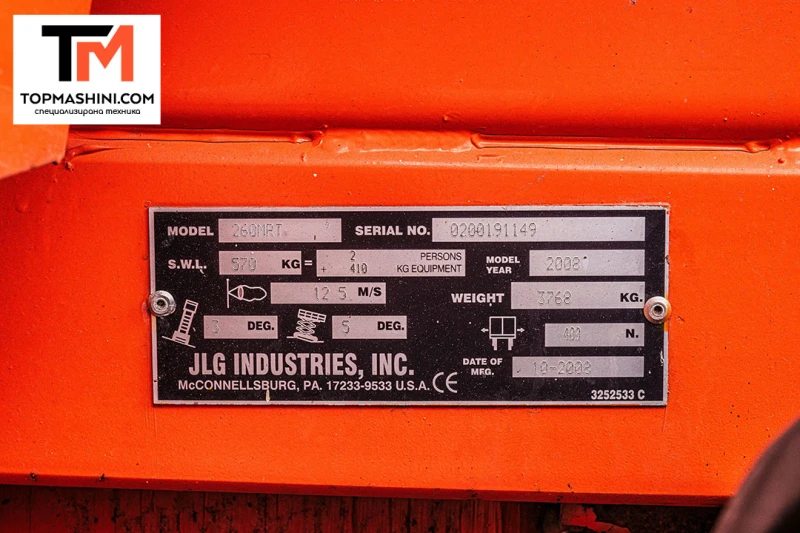 TM
TOPMASHINI.COM
специализирана техника
MODEL 260MRT SERIAL NO. 0200191149
S.W.L. 570 KG = 2 PERSONS
+ 410 KG EQUIPMENT
MODEL YEAR 2008
12.5 M/S
WEIGHT 3768 KG.
3 DEG. 5 DEG.
400 N.
JLG INDUSTRIES, INC.
McCONNELLSBURG, PA. 17233-9533 U.S.A. CE
DATE OF MFG. 10-2008
3252533 C